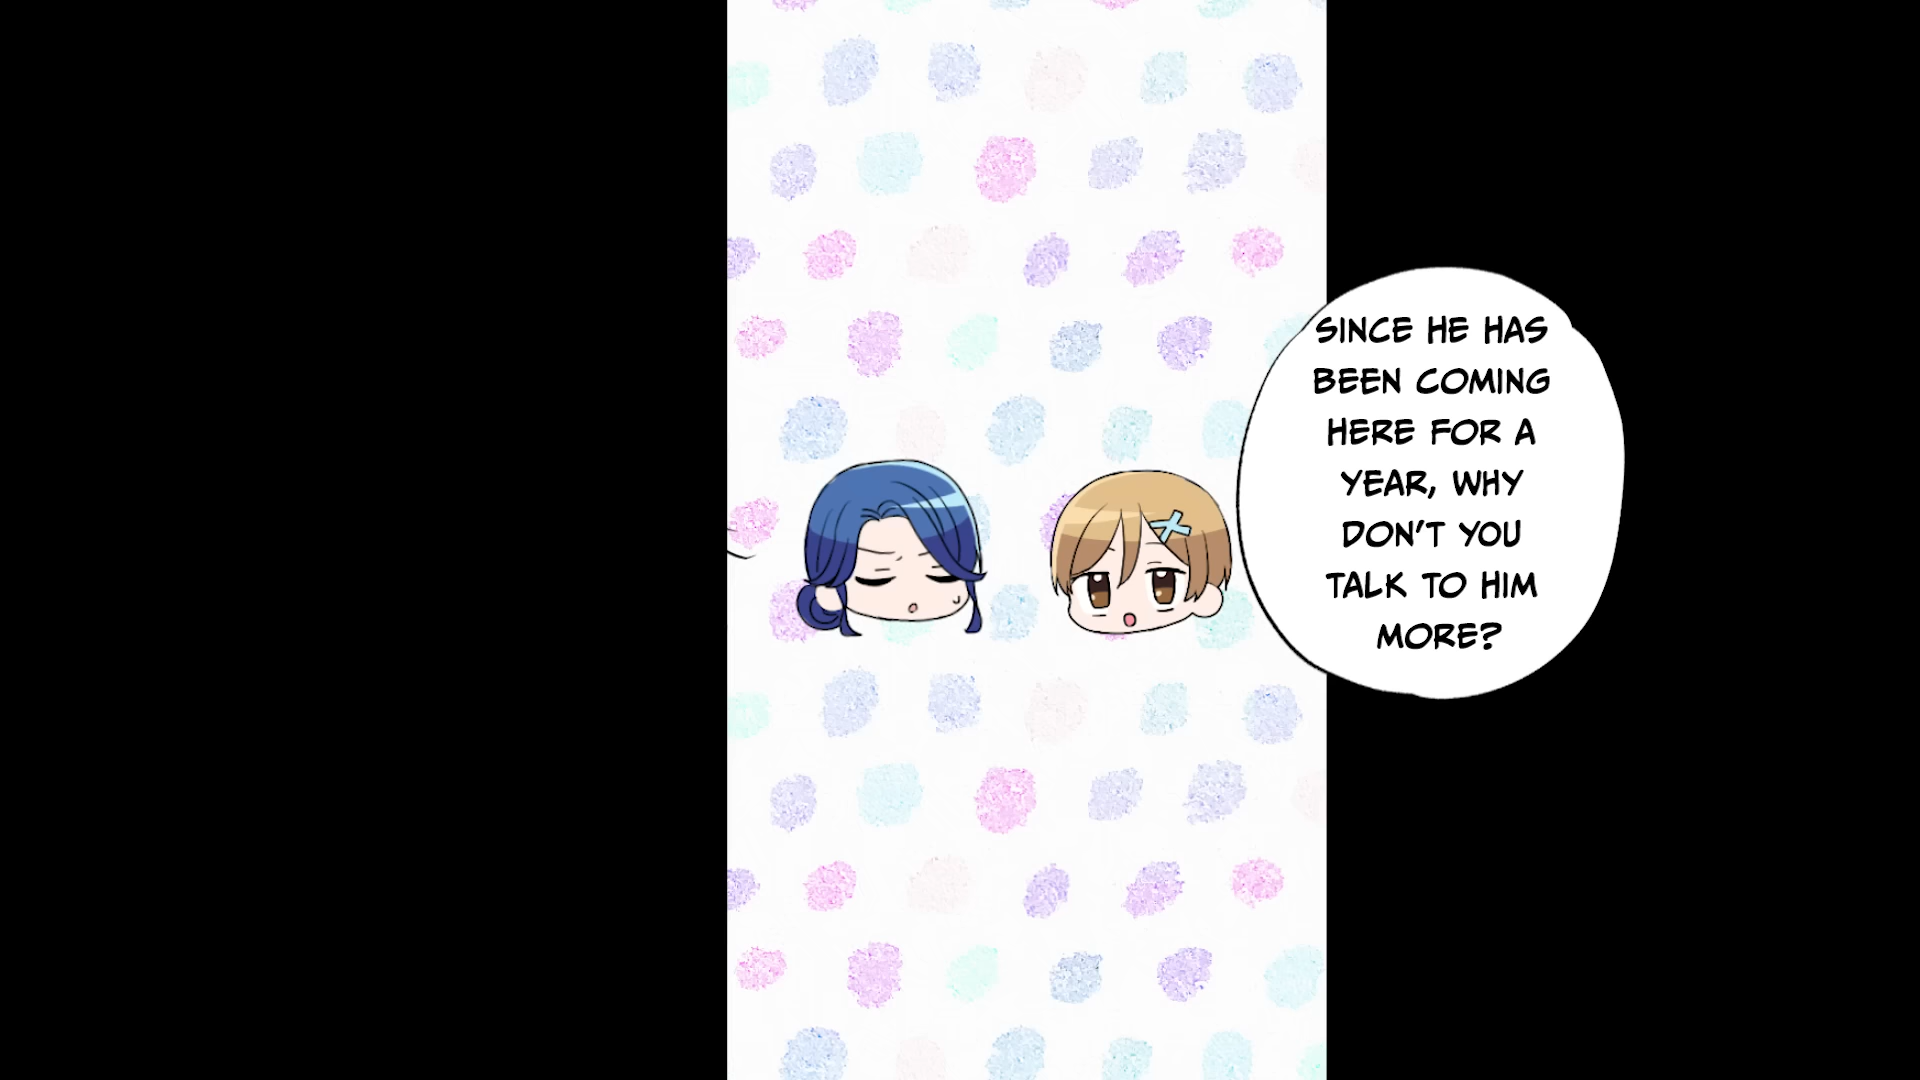 SINCE HE HAS
BEEN COMING
HERE FOR A
YEAR, WHY
DON'T YOU
TALK TO HIM
MORE?